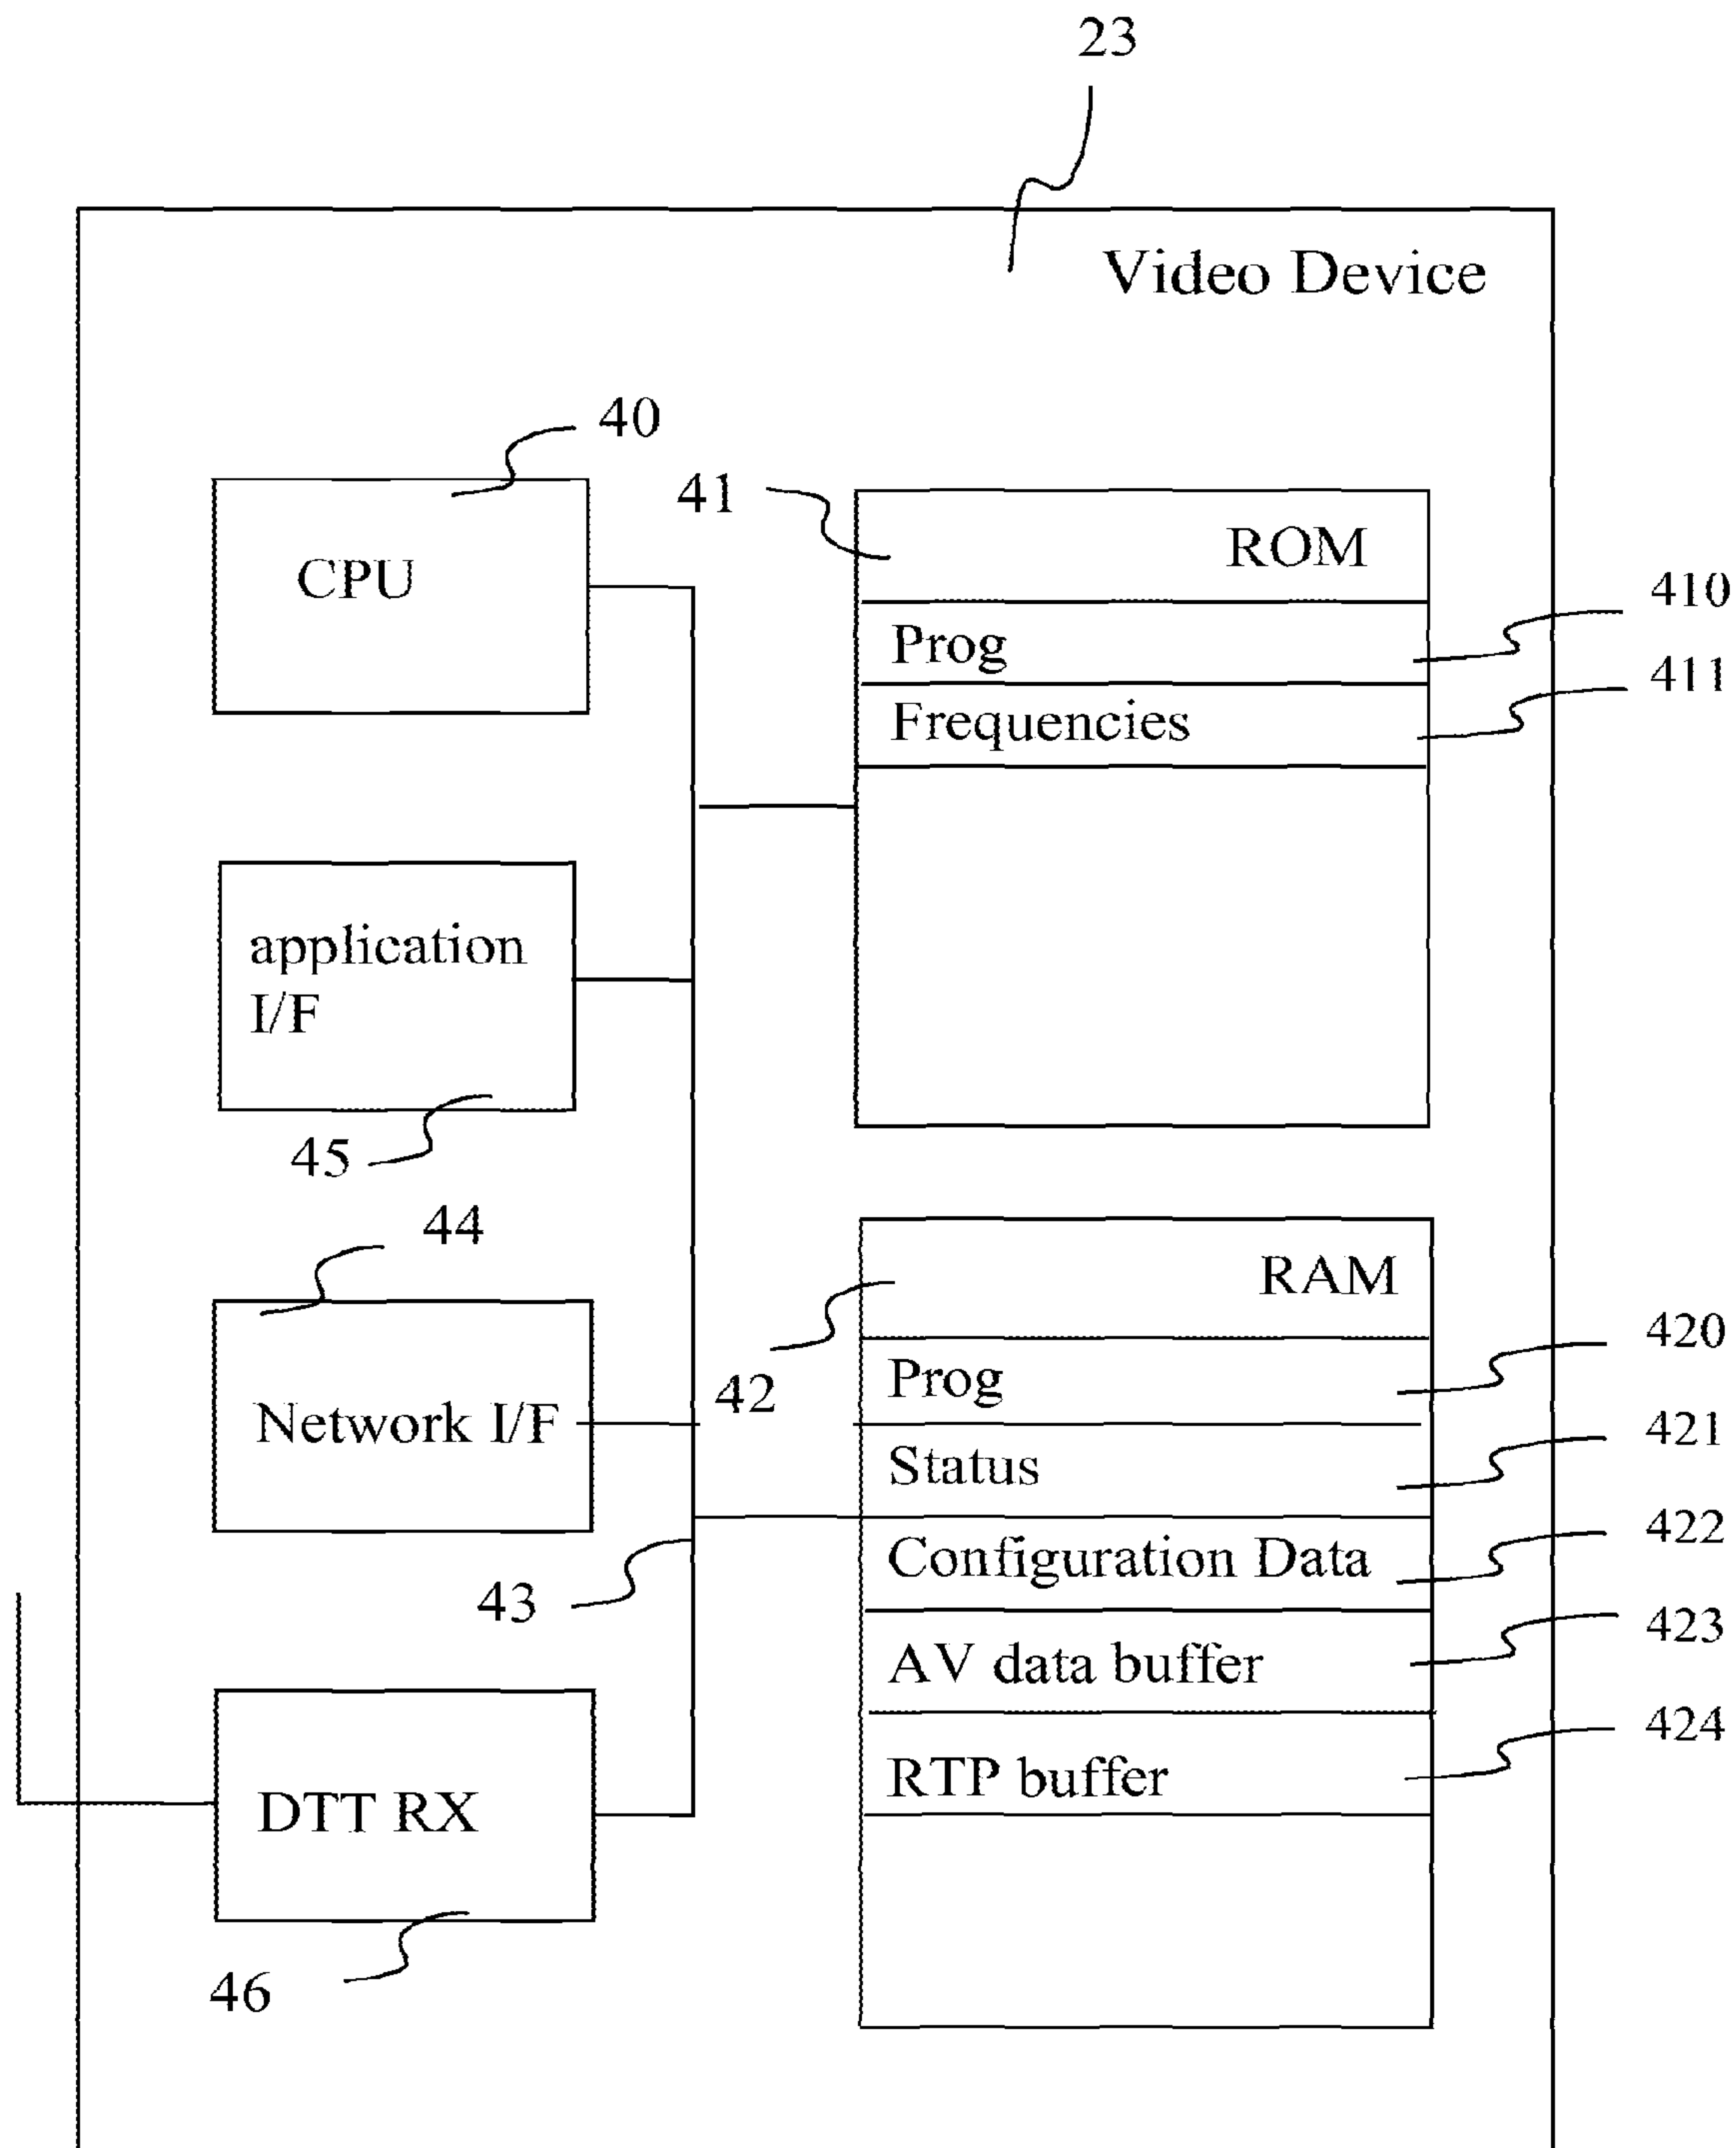 23
Video Device
40
CPU
41
ROM
410
Prog
411
Frequencies
application
I/F
45
44
Network I/F
RAM
42
420
Prog
421
Status
422
Configuration Data
43
423
AV data buffer
424
RTP buffer
DTT RX
46